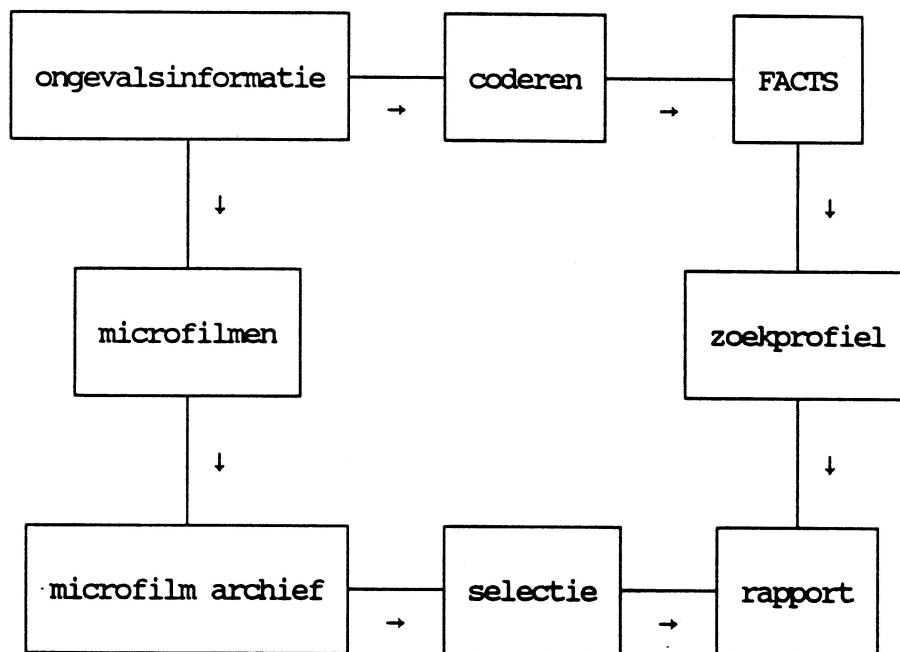 ongevalsinformatie
coderen
FACTS
→
→
↓
↓
microfilmen
zoekprofiel
↓
↓
microfilm archief
selectie
rapport
→
→